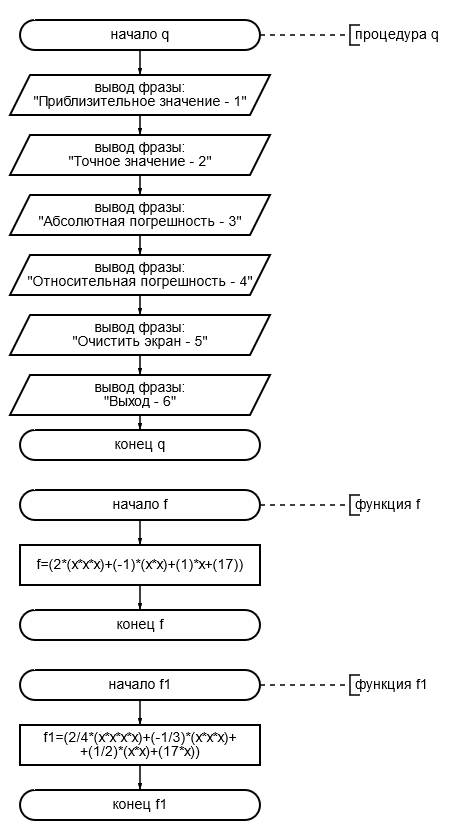 начало q
процедура q
вывод фразы:
"Приблизительное значение - 1"
вывод фразы:
"Точное значение - 2"
вывод фразы:
"Абсолютная погрешность - 3"
вывод фразы:
"Относительная погрешность - 4"
вывод фразы:
"Очистить экран - 5"
вывод фразы:
"Выход - 6"
конец q
начало f
функция f
f=(2*(x*x*x)+(-1)*(x*x)+(1)*x+(17))
конец f
начало f1
функция f1
f1=(2/4*(x*x*x*x)+(-1/3)*(x*x*x)+
+(1/2)*(x*x)+(17*x))
конец f1